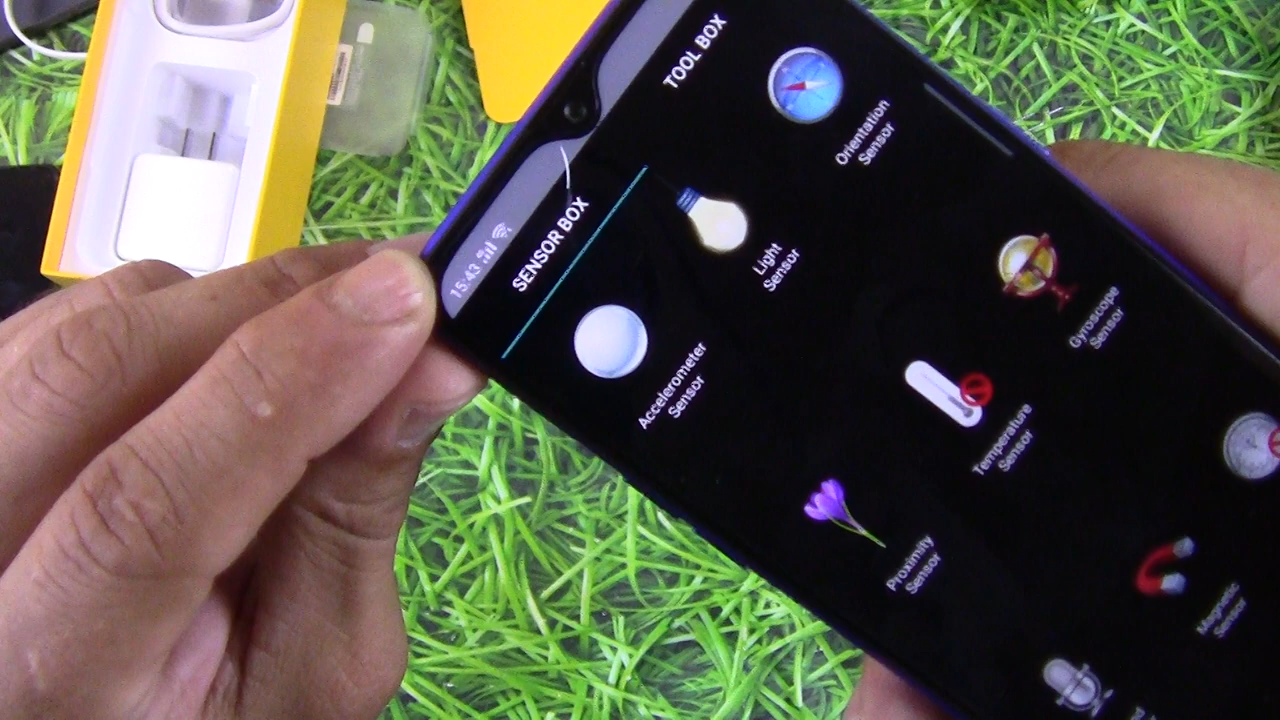 15:43
SENSOR BOX
TOOL BOX
Accelerometer
Sensor
Light
Sensor
Orientation
Sensor
Proximity
Sensor
Temperature
Sensor
Gyroscope
Sensor
Magnetic
Sensor